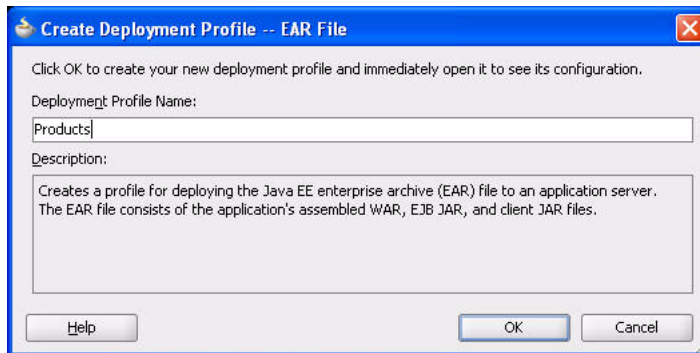 Create Deployment Profile -- EAR File
Click OK to create your new deployment profile and immediately open it to see its configuration.
Deployment Profile Name:
Products
Description:
Creates a profile for deploying the Java EE enterprise archive (EAR) file to an application server.
The EAR file consists of the application's assembled WAR, EJB JAR, and client JAR files.
Help OK Cancel